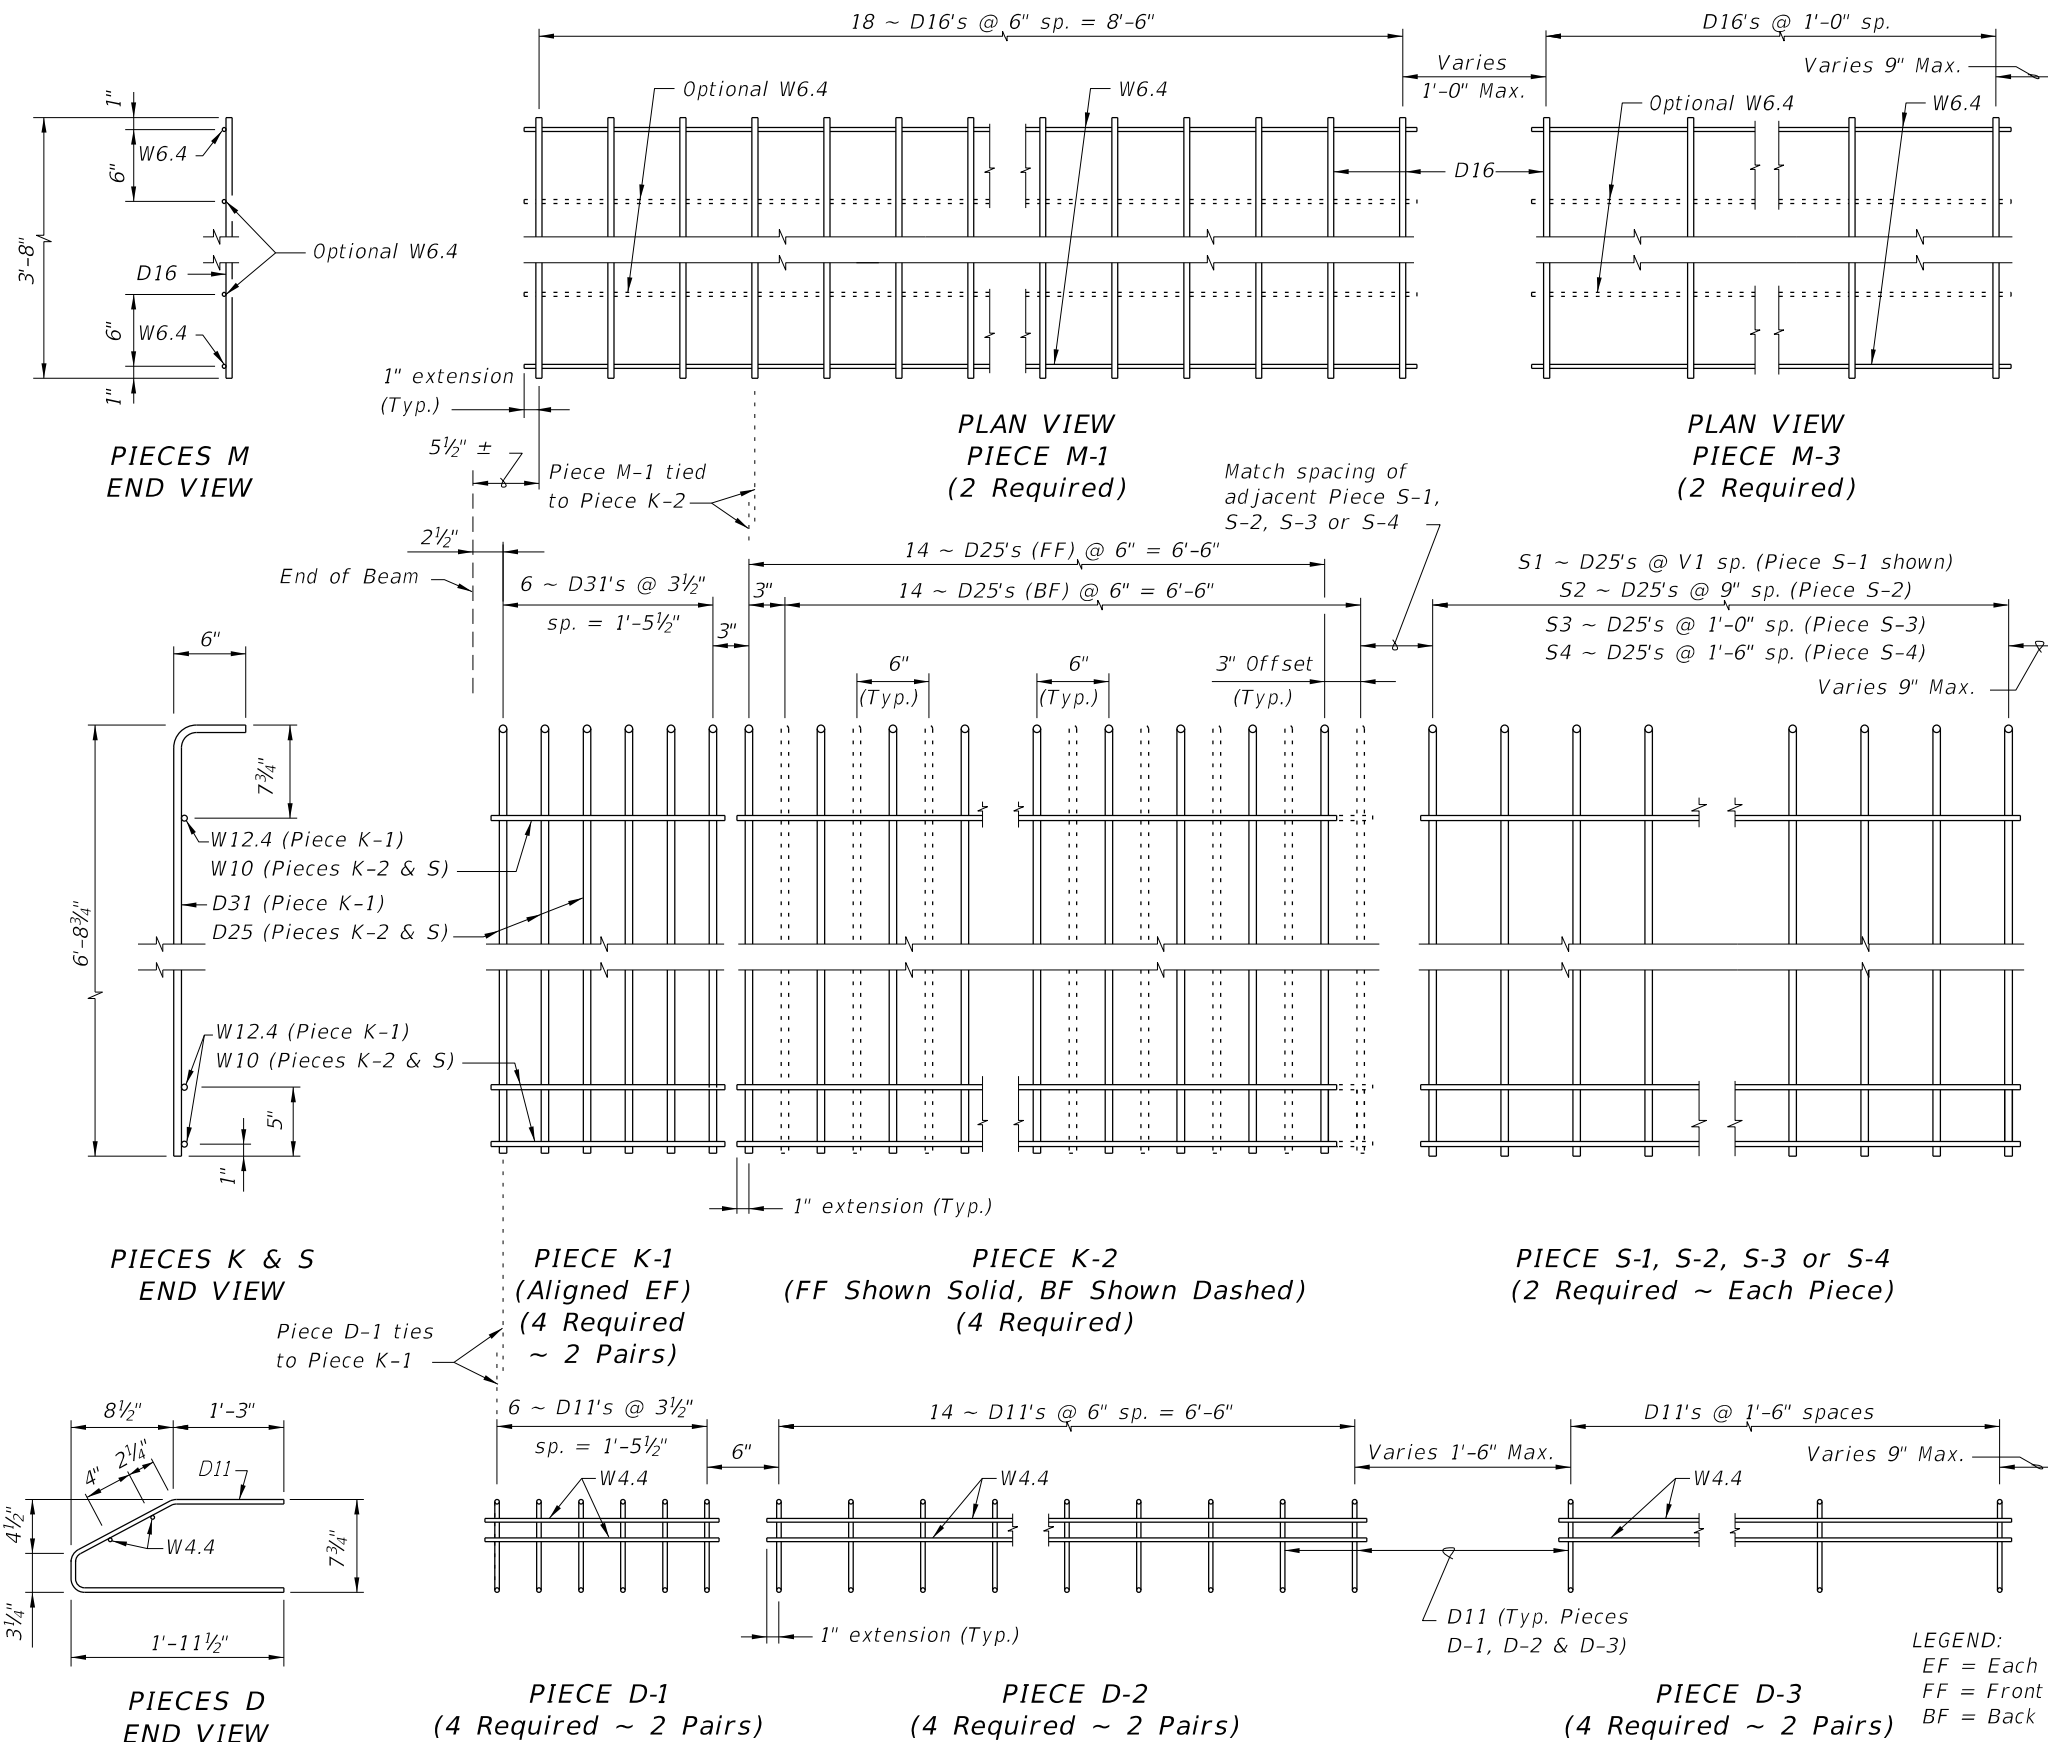 18 ~ D16's @ 6" sp. = 8'-6"
D16's @ 1'-0" sp.
Varies
1'-0" Max.
Varies 9" Max.
Optional W6.4
W6.4
Optional W6.4
W6.4
1"
W6.4
6"
3'-8"
Optional W6.4
D16
D16
6"
W6.4
1"
1" extension
(Typ.)
5½" ±
PIECES M
END VIEW
PLAN VIEW
PIECE M-1
(2 Required)
PLAN VIEW
PIECE M-3
(2 Required)
Piece M-1 tied
to Piece K-2
Match spacing of
adjacent Piece S-1,
S-2, S-3 or S-4
2½"
End of Beam
14 ~ D25's (FF) @ 6" = 6'-6"
6 ~ D31's @ 3½"
sp. = 1'-5½"
3"
14 ~ D25's (BF) @ 6" = 6'-6"
3"
S1 ~ D25's @ V1 sp. (Piece S-1 shown)
S2 ~ D25's @ 9" sp. (Piece S-2)
S3 ~ D25's @ 1'-0" sp. (Piece S-3)
S4 ~ D25's @ 1'-6" sp. (Piece S-4)
Varies 9" Max.
6"
(Typ.)
6"
(Typ.)
3" Offset
(Typ.)
6"
7¾"
W12.4 (Piece K-1)
W10 (Pieces K-2 & S)
D31 (Piece K-1)
D25 (Pieces K-2 & S)
6'-8¾"
W12.4 (Piece K-1)
W10 (Pieces K-2 & S)
5"
1"
1" extension (Typ.)
PIECES K & S
END VIEW
PIECE K-1
(Aligned EF)
(4 Required
~ 2 Pairs)
PIECE K-2
(FF Shown Solid, BF Shown Dashed)
(4 Required)
PIECE S-1, S-2, S-3 or S-4
(2 Required ~ Each Piece)
Piece D-1 ties
to Piece K-1
8½"
1'-3"
4"
2¼"
D11
4½"
W4.4
7¾"
3¼"
1'-11½"
6 ~ D11's @ 3½"
sp. = 1'-5½"
6"
W4.4
14 ~ D11's @ 6" sp. = 6'-6"
W4.4
Varies 1'-6" Max.
D11's @ 1'-6" spaces
Varies 9" Max.
W4.4
1" extension (Typ.)
D11 (Typ. Pieces
D-1, D-2 & D-3)
PIECES D
END VIEW
PIECE D-1
(4 Required ~ 2 Pairs)
PIECE D-2
(4 Required ~ 2 Pairs)
PIECE D-3
(4 Required ~ 2 Pairs)
LEGEND:
EF = Each
FF = Front
BF = Back